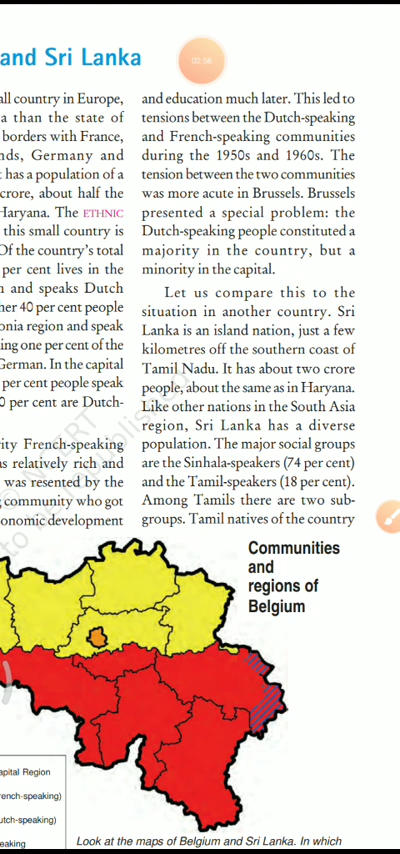 and Sri Lanka
02:56
all country in Europe,
a than the state of
borders with France,
nds, Germany and
t has a population of a
crore, about half the
Haryana. The ETHNIC
this small country is
Of the country's total
per cent lives in the
n and speaks Dutch
her 40 per cent people
onia region and speak
ing one per cent of the
German. In the capital
per cent people speak
0 per cent are Dutch-
ity French-speaking
as relatively rich and
was resented by the
g community who got
onomic development
and education much later. This led to
tensions between the Dutch-speaking
and French-speaking communities
during the 1950s and 1960s. The
tension between the two communities
was more acute in Brussels. Brussels
presented a special problem: the
Dutch-speaking people constituted a
majority in the country, but a
minority in the capital.
Let us compare this to the
situation in another country. Sri
Lanka is an island nation, just a few
kilometres off the southern coast of
Tamil Nadu. It has about two crore
people, about the same as in Haryana.
Like other nations in the South Asia
region, Sri Lanka has a diverse
population. The major social groups
are the Sinhala-speakers (74 per cent)
and the Tamil-speakers (18 per cent).
Among Tamils there are two sub-
groups. Tamil natives of the country
© NCERT
to be republished
Communities
and
regions of
Belgium
apital Region
rench-speaking)
utch-speaking)
eaking
Look at the maps of Belgium and Sri Lanka. In which